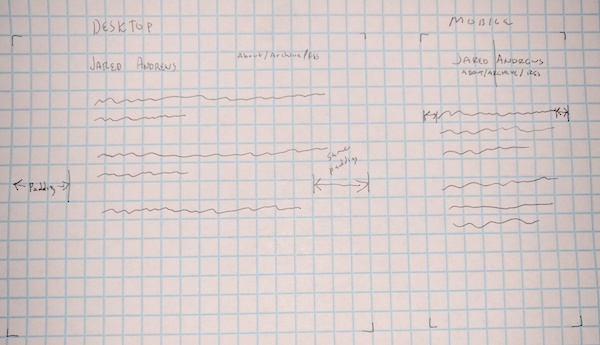 DESKTOP
JARED ANDREWS
About/Archive/RSS
Padding
Same
padding
MOBILE
JARED ANDREWS
ABOUT/ARCHIVE/RSS